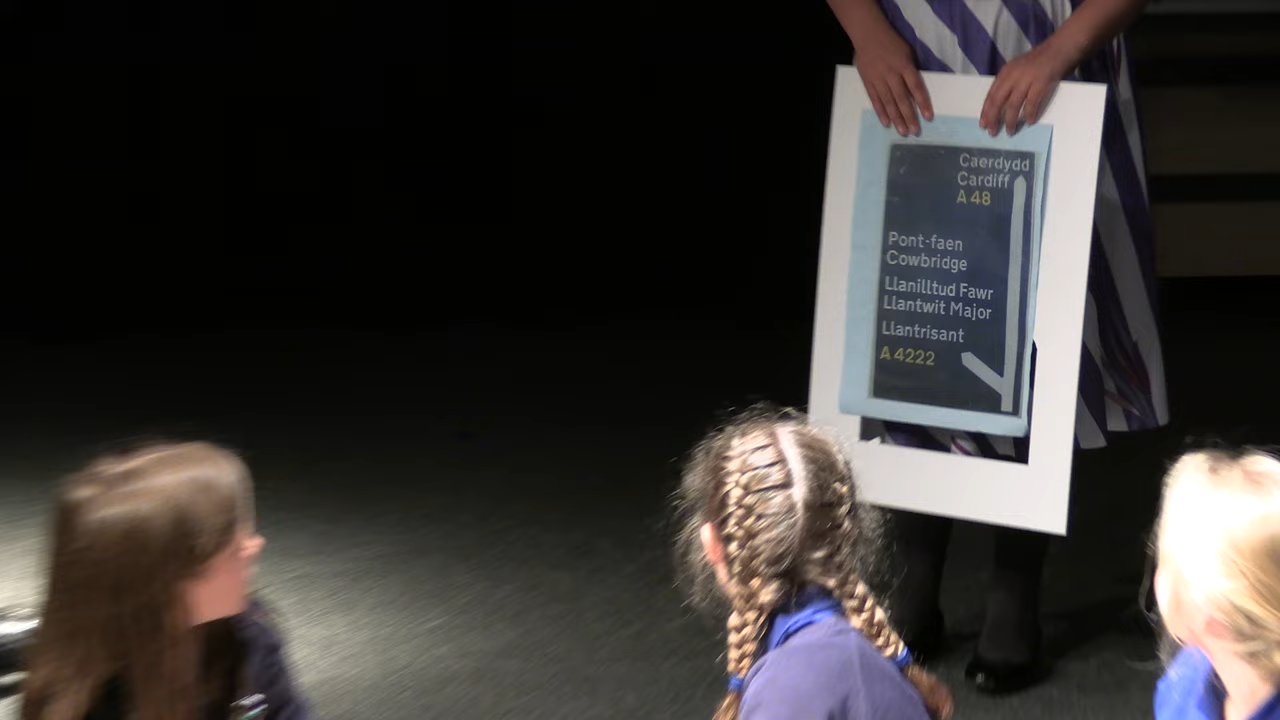 Caerdydd
Cardiff
A 48
Pont-faen
Cowbridge
Llanilltud Fawr
Llantwit Major
Llantrisant
A 4222